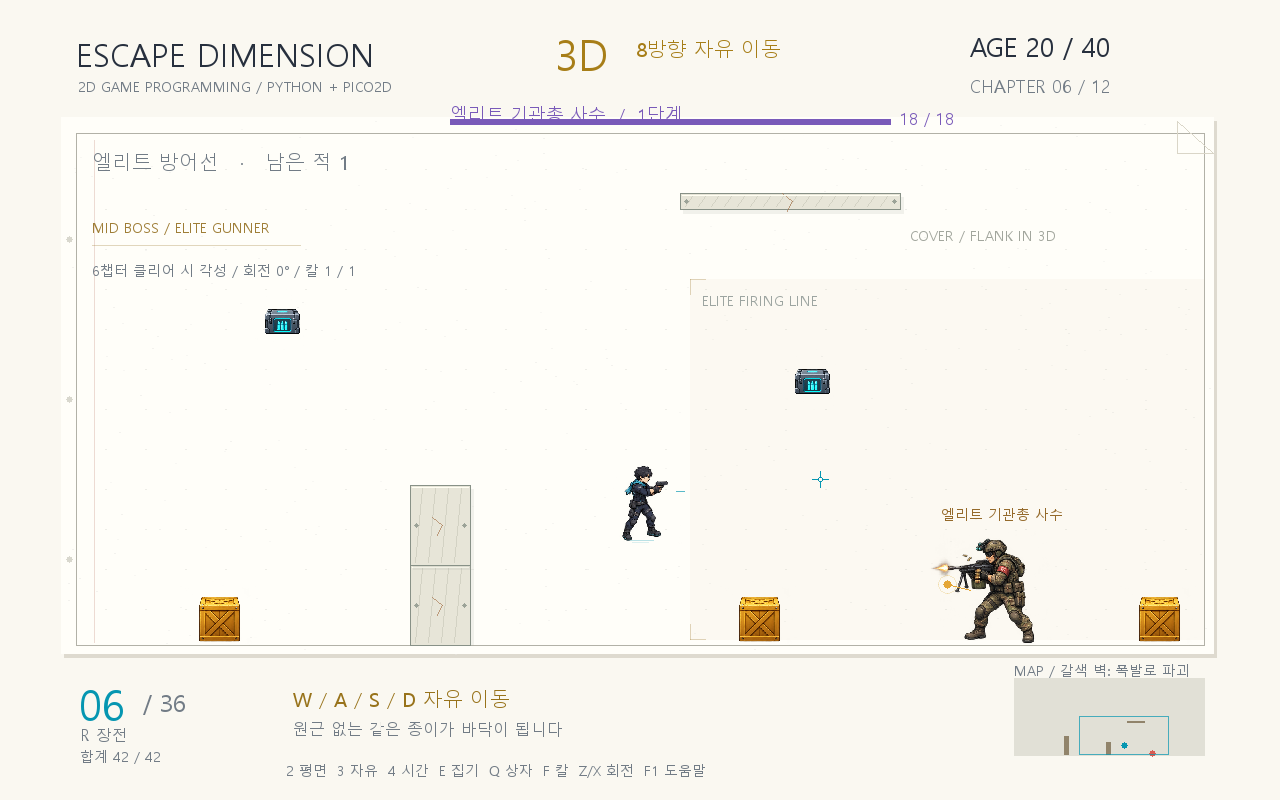 ESCAPE DIMENSION
2D GAME PROGRAMMING / PYTHON + PICO2D
3D 8방향 자유 이동
AGE 20 / 40
CHAPTER 06 / 12
엘리트 기관총 사수 / 1단계
18 / 18
엘리트 방어선 · 남은 적 1
MID BOSS / ELITE GUNNER
6챕터 클리어 시 각성 / 회전 0° / 칼 1 / 1
COVER / FLANK IN 3D
ELITE FIRING LINE
엘리트 기관총 사수
06 / 36
R 장전
합계 42 / 42
W / A / S / D 자유 이동
원근 없는 같은 종이가 바닥이 됩니다
2 평면 3 자유 4 시간 E 집기 Q 상자 F 칼 Z/X 회전 F1 도움말
MAP / 갈색 벽: 폭발로 파괴